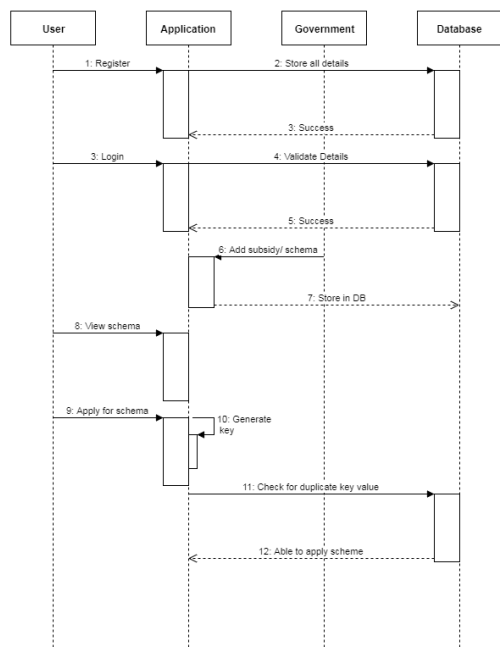 User
Application
Government
Database
1: Register
2: Store all details
3: Success
3: Login
4: Validate Details
5: Success
6: Add subsidy/ schema
7: Store in DB
8: View schema
9: Apply for schema
10: Generate
key
11: Check for duplicate key value
12: Able to apply scheme